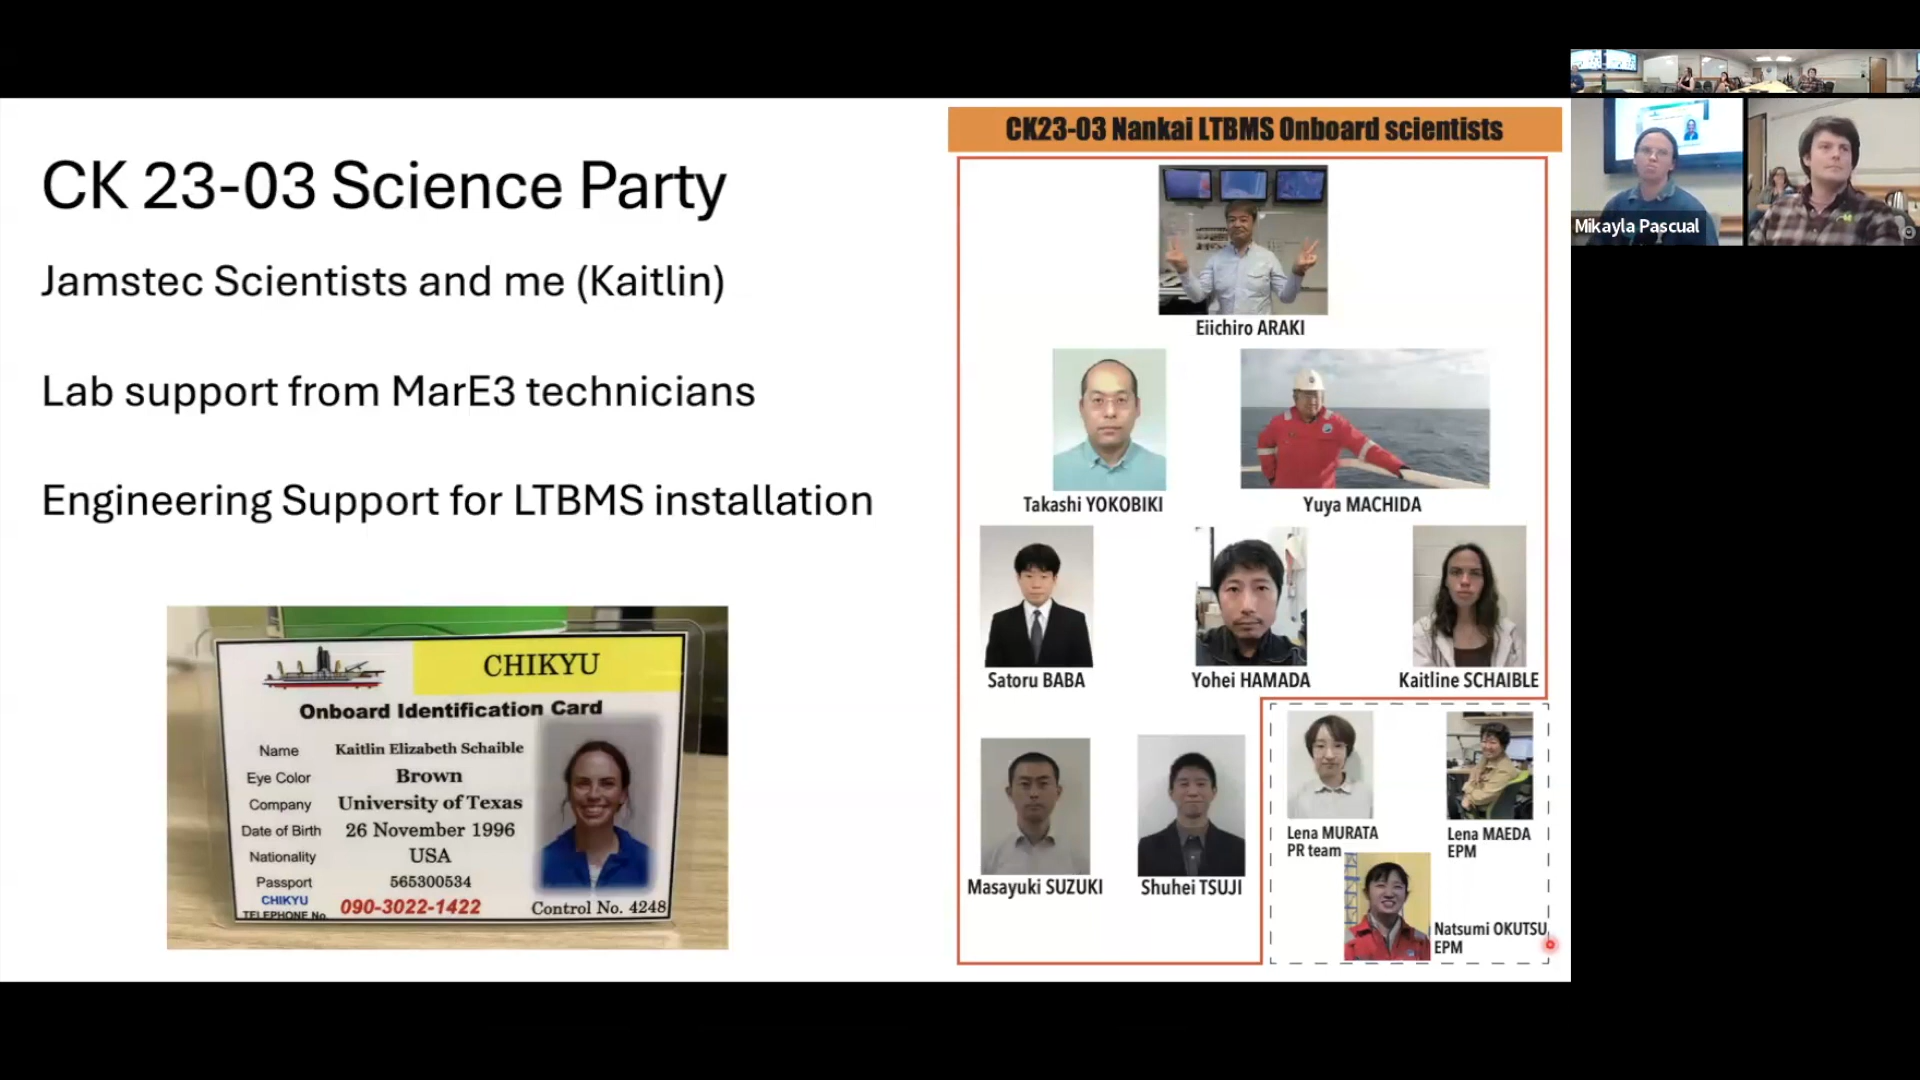 CK 23-03 Science Party
Jamstec Scientists and me (Kaitlin)
Lab support from MarE3 technicians
Engineering Support for LTBMS installation
CHIKYU
Onboard Identification Card
Name Kaitlin Elizabeth Schaible
Eye Color Brown
Company University of Texas
Date of Birth 26 November 1996
Nationality USA
Passport 565300534
CHIKYU
TELEPHONE No. 090-3022-1422 Control No. 4248
CK23-03 Nankai LTBMS Onboard scientists
Eiichiro ARAKI
Takashi YOKOBIKI
Yuya MACHIDA
Satoru BABA
Yohei HAMADA
Kaitline SCHAIBLE
Masayuki SUZUKI
Shuhei TSUJI
Lena MURATA
PR team
Lena MAEDA
EPM
Natsumi OKUTSU
EPM
Mikayla Pascual